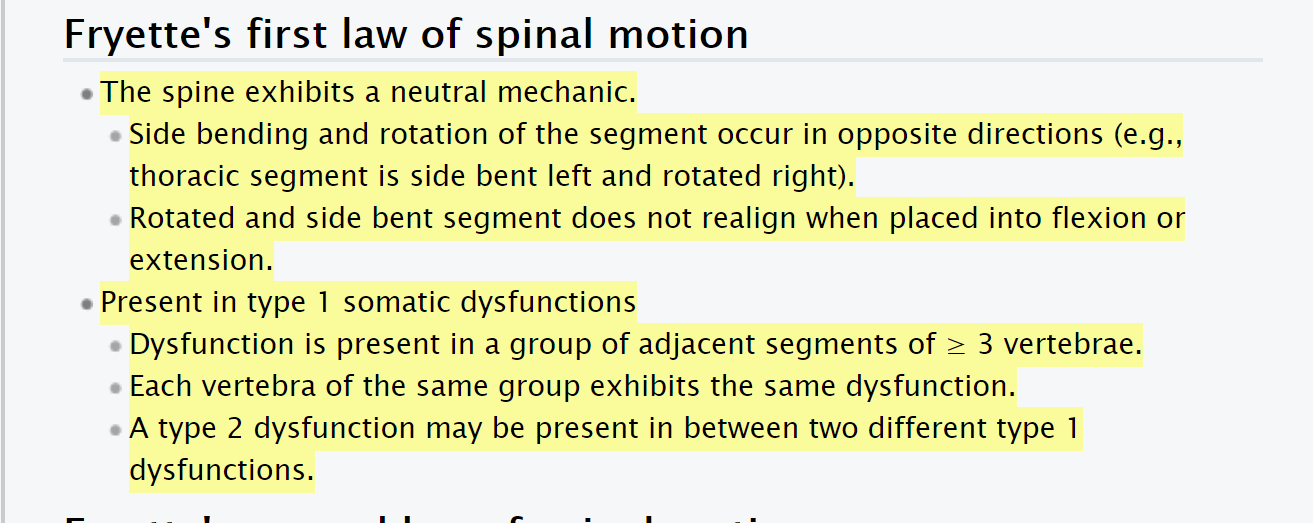 Fryette's first law of spinal motion
The spine exhibits a neutral mechanic.
Side bending and rotation of the segment occur in opposite directions (e.g.,
thoracic segment is side bent left and rotated right).
Rotated and side bent segment does not realign when placed into flexion or
extension.
Present in type 1 somatic dysfunctions
Dysfunction is present in a group of adjacent segments of ≥ 3 vertebrae.
Each vertebra of the same group exhibits the same dysfunction.
A type 2 dysfunction may be present in between two different type 1
dysfunctions.